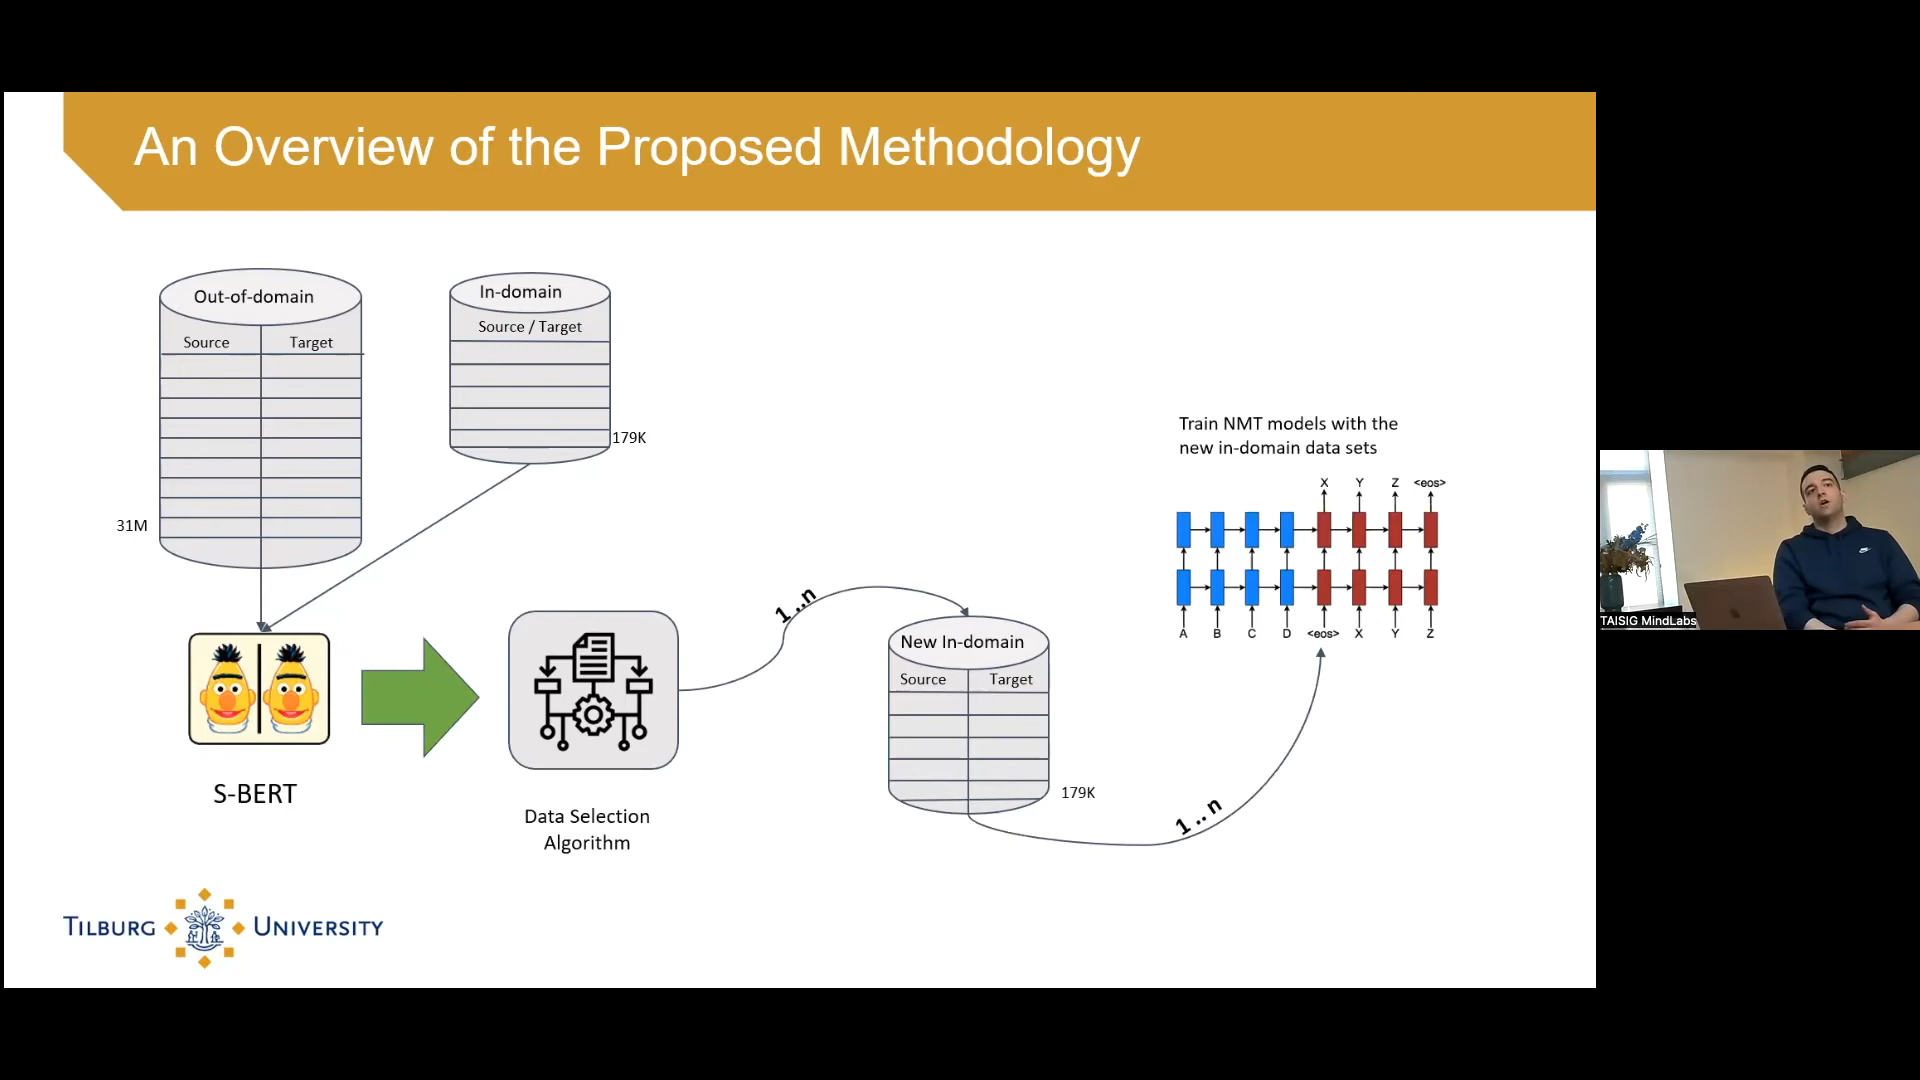 An Overview of the Proposed Methodology
Out-of-domain
Source Target
31M
In-domain
Source / Target
179K
S-BERT
Data Selection
Algorithm
1 ..n
New In-domain
Source Target
179K
1 .. n
Train NMT models with the
new in-domain data sets
X Y Z <eos>
A B C D <eos> X Y Z
TILBURG UNIVERSITY
TAISIG MindLabs